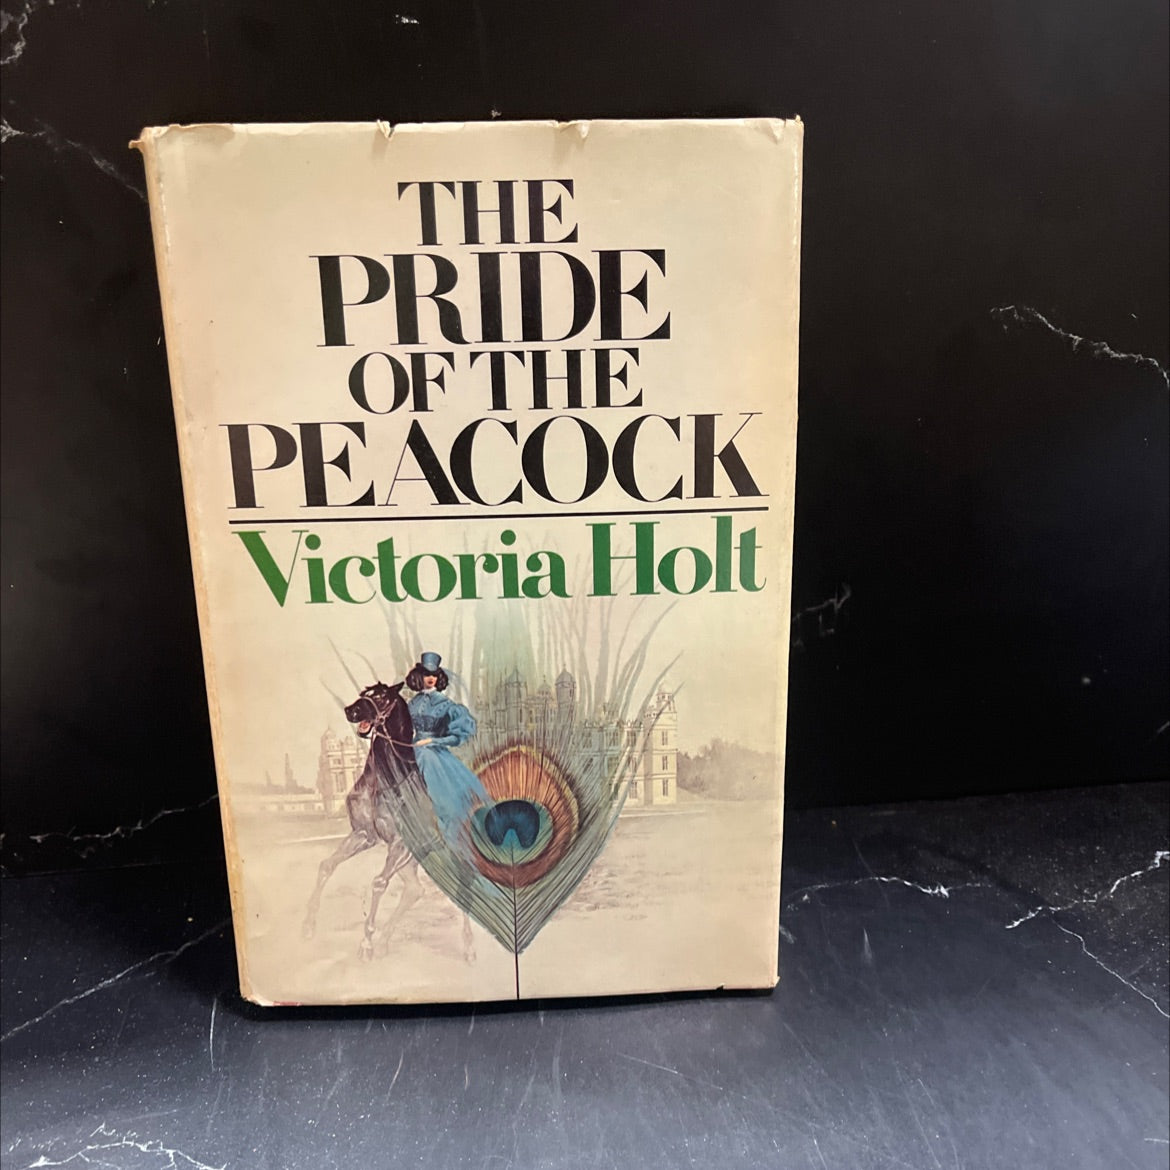 THE
PRIDE
OF THE
PEACOCK
Victoria Holt